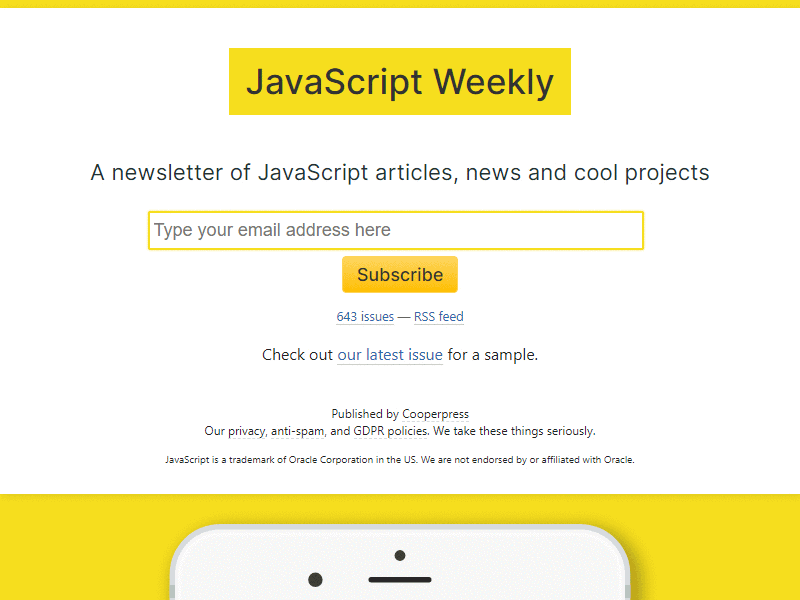 JavaScript Weekly
A newsletter of JavaScript articles, news and cool projects
Type your email address here
Subscribe
643 issues — RSS feed
Check out our latest issue for a sample.
Published by Cooperpress
Our privacy, anti-spam, and GDPR policies. We take these things seriously.
JavaScript is a trademark of Oracle Corporation in the US. We are not endorsed by or affiliated with Oracle.